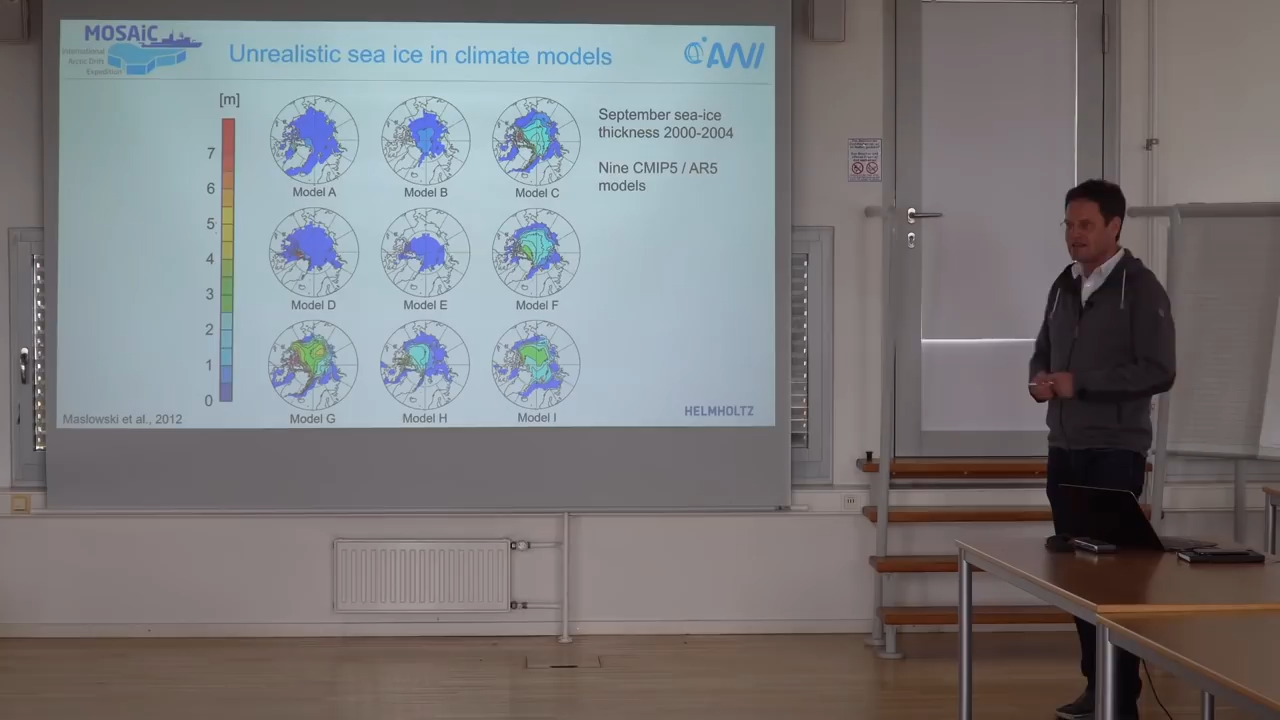 MOSAiC
International
Arctic Drift
Expedition
Unrealistic sea ice in climate models
AWI
[m]
7
6
5
4
3
2
1
0
Model A
Model B
Model C
Model D
Model E
Model F
Model G
Model H
Model I
September sea-ice
thickness 2000-2004
Nine CMIP5 / AR5
models
Maslowski et al., 2012
HELMHOLTZ